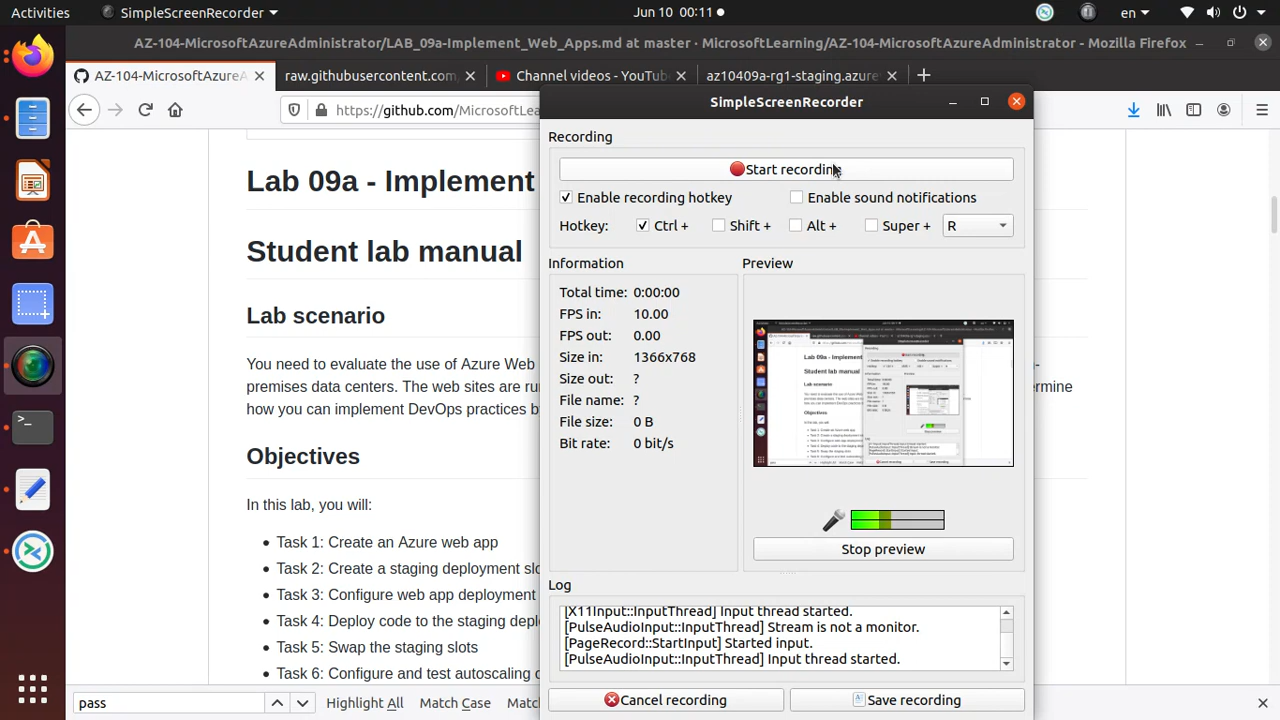 Activities
SimpleScreenRecorder
Jun 10 00:11
en
AZ-104-MicrosoftAzureAdministrator/LAB_09a-Implement_Web_Apps.md at master · MicrosoftLearning/AZ-104-MicrosoftAzureAdministrator - Mozilla Firefox
AZ-104-MicrosoftAzureA
raw.githubusercontent.com/
Channel videos - YouTube
az10409a-rg1-staging.azure
https://github.com/MicrosoftLea
SimpleScreenRecorder
Recording
Start recording
Enable recording hotkey
Enable sound notifications
Hotkey:
Ctrl +
Shift +
Alt +
Super +
R
Information
Total time: 0:00:00
FPS in: 10.00
FPS out: 0.00
Size in: 1366x768
Size out: ?
File name: ?
File size: 0 B
Bit rate: 0 bit/s
Preview
Stop preview
Log
[X11Input::InputThread] Input thread started.
[PulseAudioInput::InputThread] Stream is not a monitor.
[PageRecord::StartInput] Started input.
[PulseAudioInput::InputThread] Input thread started.
Cancel recording
Save recording
Lab 09a - Implement
Student lab manual
Lab scenario
You need to evaluate the use of Azure Web
premises data centers. The web sites are ru
how you can implement DevOps practices b
Objectives
In this lab, you will:
Task 1: Create an Azure web app
Task 2: Create a staging deployment slo
Task 3: Configure web app deployment
Task 4: Deploy code to the staging depl
Task 5: Swap the staging slots
Task 6: Configure and test autoscaling o
pass
Highlight All
Match Case
Match